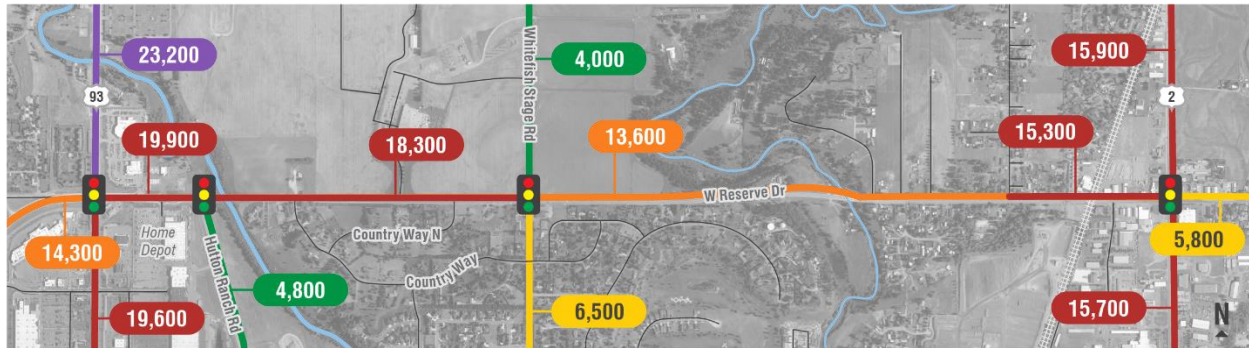 23,200
93
19,900
18,300
Whitefish Stage Rd
4,000
13,600
15,900
2
15,300
W Reserve Dr
14,300
Home
Depot
Hutton Ranch Rd
4,800
Country Way N
Country Way
6,500
5,800
19,600
15,700
N